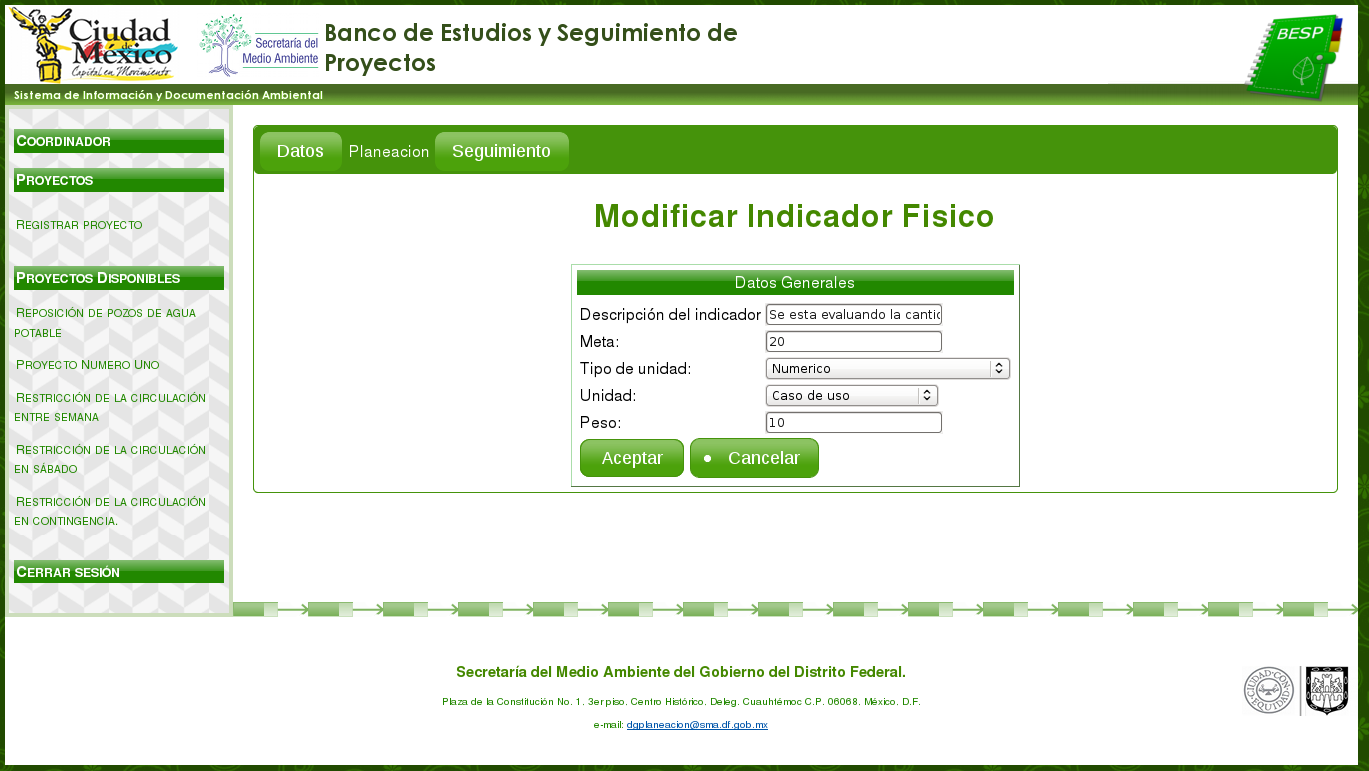 Ciudad
de
México
Capital en Movimiento
Secretaría del
Medio Ambiente
Banco de Estudios y Seguimiento de
Proyectos
BESP
Sistema de Información y Documentación Ambiental
COORDINADOR
PROYECTOS
REGISTRAR PROYECTO
PROYECTOS DISPONIBLES
REPOSICIÓN DE POZOS DE AGUA
POTABLE
PROYECTO NUMERO UNO
RESTRICCIÓN DE LA CIRCULACIÓN
ENTRE SEMANA
RESTRICCIÓN DE LA CIRCULACIÓN
EN SÁBADO
RESTRICCIÓN DE LA CIRCULACIÓN
EN CONTINGENCIA.
CERRAR SESIÓN
Datos Planeacion Seguimiento
Modificar Indicador Fisico
Datos Generales
Descripción del indicador Se esta evaluando la cantic
Meta: 20
Tipo de unidad: Numerico
Unidad: Caso de uso
Peso: 10
Aceptar • Cancelar
Secretaría del Medio Ambiente del Gobierno del Distrito Federal.
Plaza de la Constitución No. 1. 3er piso. Centro Histórico. Deleg. Cuauhtémoc C.P. 06068. México. D.F.
e-mail: dgplaneacion@sma.df.gob.mx
CIUDAD CON
EQUIDAD